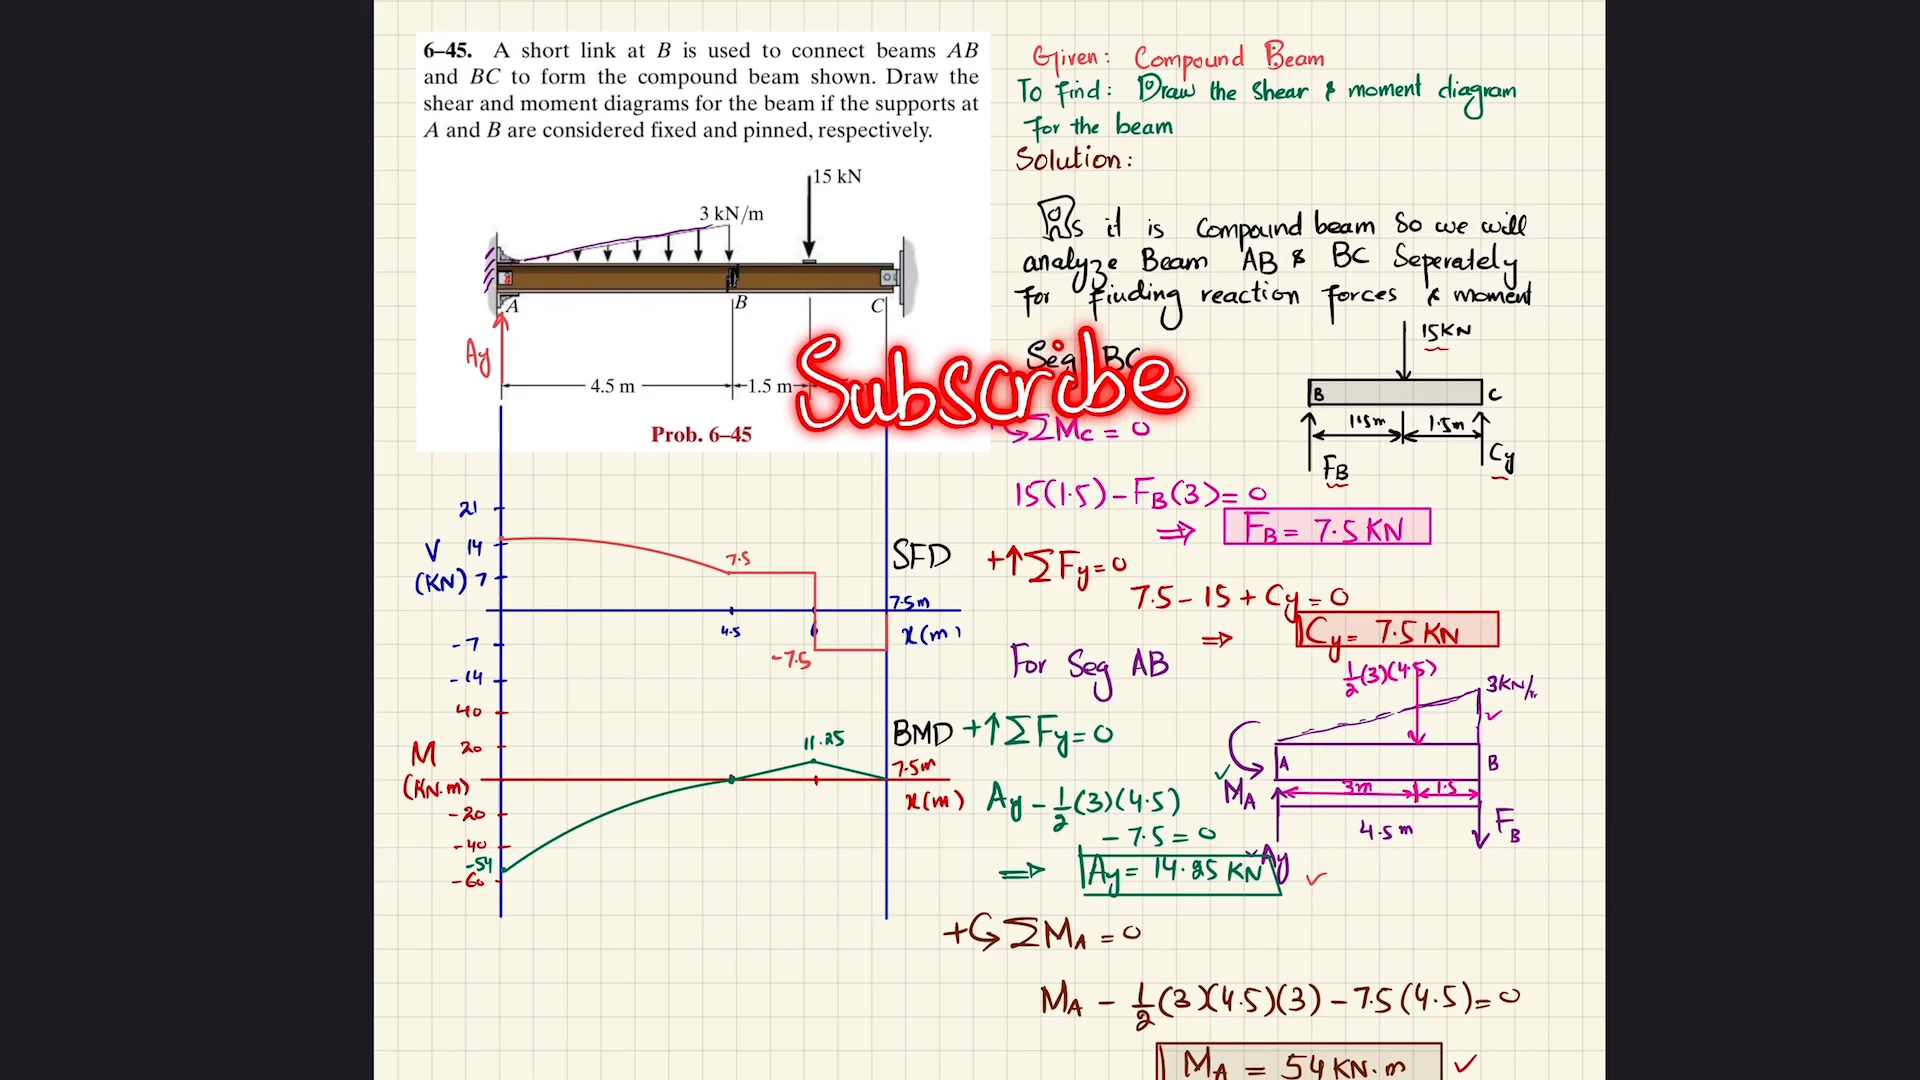 6–45. A short link at B is used to connect beams AB
and BC to form the compound beam shown. Draw the
shear and moment diagrams for the beam if the supports at
A and B are considered fixed and pinned, respectively.
15 kN
3 kN/m
A
B
C
Ay
4.5 m
1.5 m
Prob. 6–45
Subscribe
21
V
14
(KN)
7
-7
-14
7.5
-7.5
4.5
6
7.5m
x(m)
SFD
40
M
20
(KN.m)
-20
-40
-54
-60
11.25
BMD
7.5m
x(m)
Given: Compound Beam
To find: Draw the Shear & moment diagram
for the beam
Solution:
As it is compound beam So we will
analyze Beam AB & BC Seperately
for finding reaction forces & moment
Seg BC
15KN
B
C
1.5m
1.5m
FB
Cy
ΣMc = 0
15(1.5) - FB(3) = 0
⇒ FB = 7.5 KN
+↑ΣFy=0
7.5 - 15 + Cy = 0
⇒ Cy = 7.5 KN
For Seg AB
1/2(3)(4.5)
3KN/
A
B
MA
3m
1.5
4.5m
FB
Ay
+↑ΣFy=0
Ay - 1/2(3)(4.5)
- 7.5 = 0
⇒ Ay = 14.25 KN ✓
+ ΣMA = 0
MA - 1/2(3)(4.5)(3) - 7.5(4.5) = 0
MA = 54 KN.m ✓